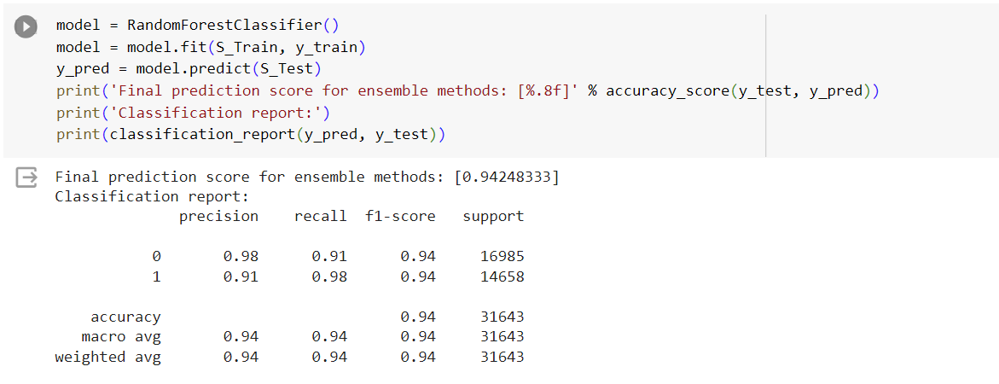 model = RandomForestClassifier()
model = model.fit(S_Train, y_train)
y_pred = model.predict(S_Test)
print('Final prediction score for ensemble methods: [%.8f]' % accuracy_score(y_test, y_pred))
print('Classification report:')
print(classification_report(y_pred, y_test))
Final prediction score for ensemble methods: [0.94248333]
Classification report:
precision recall f1-score support
0 0.98 0.91 0.94 16985
1 0.91 0.98 0.94 14658
accuracy 0.94 31643
macro avg 0.94 0.94 0.94 31643
weighted avg 0.94 0.94 0.94 31643